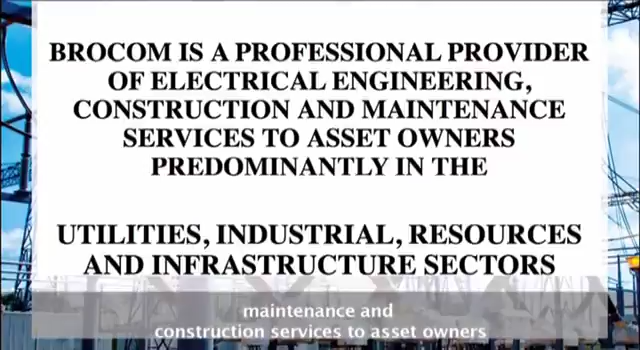 BROCOM IS A PROFESSIONAL PROVIDER
OF ELECTRICAL ENGINEERING,
CONSTRUCTION AND MAINTENANCE
SERVICES TO ASSET OWNERS
PREDOMINANTLY IN THE
UTILITIES, INDUSTRIAL, RESOURCES
AND INFRASTRUCTURE SECTORS
maintenance and
construction services to asset owners